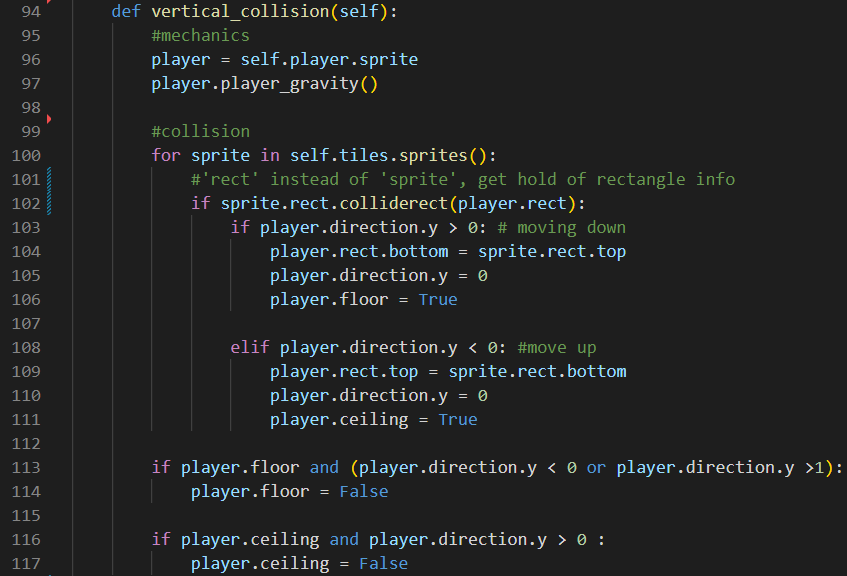 94 def vertical_collision(self):
95 #mechanics
96 player = self.player.sprite
97 player.player_gravity()
98
99 #collision
100 for sprite in self.tiles.sprites():
101 #'rect' instead of 'sprite', get hold of rectangle info
102 if sprite.rect.colliderect(player.rect):
103 if player.direction.y > 0: # moving down
104 player.rect.bottom = sprite.rect.top
105 player.direction.y = 0
106 player.floor = True
107
108 elif player.direction.y < 0: #move up
109 player.rect.top = sprite.rect.bottom
110 player.direction.y = 0
111 player.ceiling = True
112
113 if player.floor and (player.direction.y < 0 or player.direction.y >1):
114 player.floor = False
115
116 if player.ceiling and player.direction.y > 0 :
117 player.ceiling = False